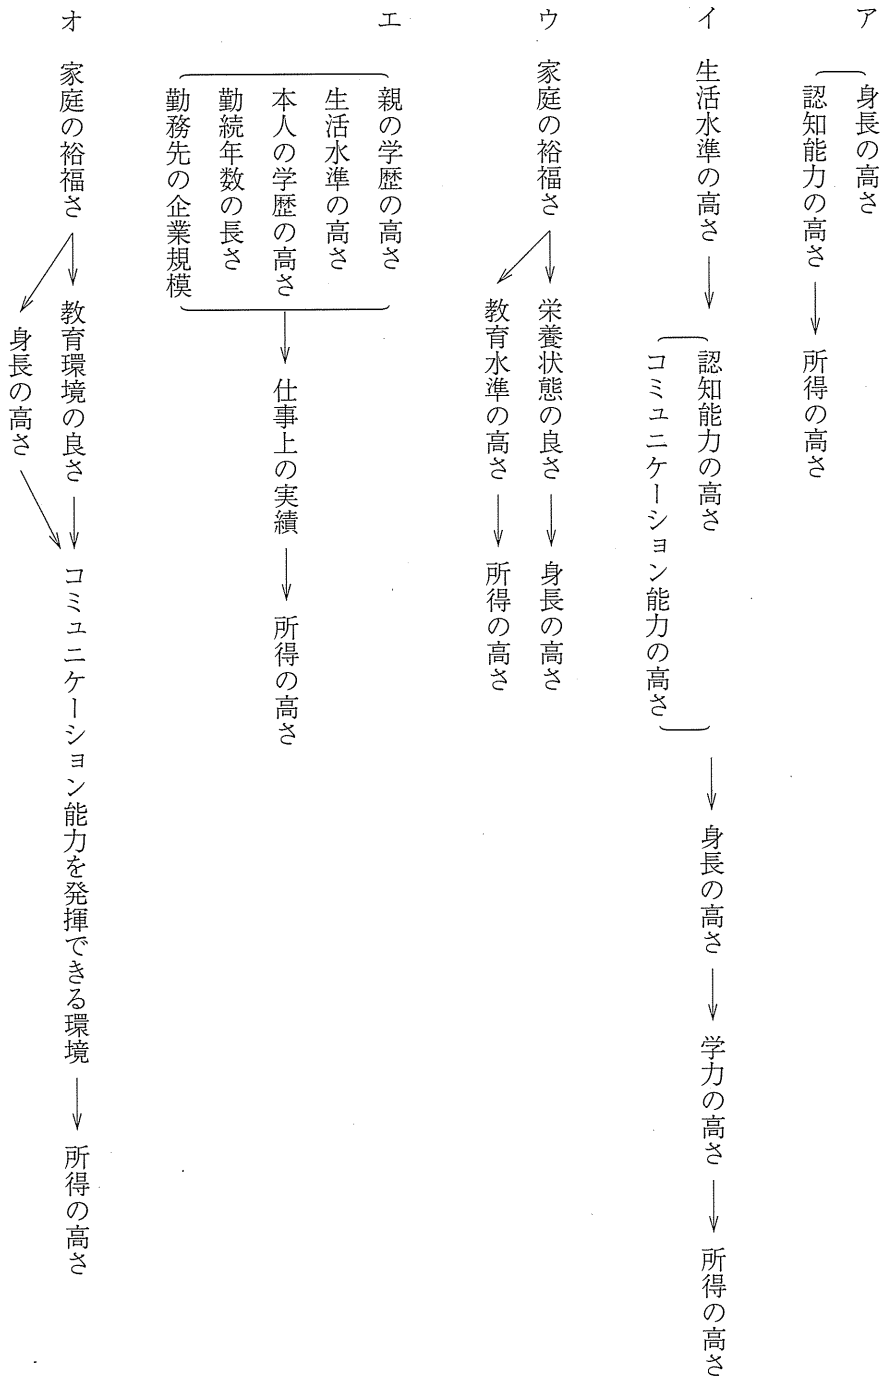 ア
身長の高さ
認知能力の高さ → 所得の高さ
イ 生活水準の高さ →
認知能力の高さ
コミュニケーション能力の高さ
→ 身長の高さ → 学力の高さ → 所得の高さ
ウ 家庭の裕福さ
栄養状態の良さ → 身長の高さ
教育水準の高さ → 所得の高さ
エ
親の学歴の高さ
生活水準の高さ
本人の学歴の高さ
勤続年数の長さ
勤務先の企業規模
→ 仕事上の実績 → 所得の高さ
オ 家庭の裕福さ
教育環境の良さ
身長の高さ
コミュニケーション能力を発揮できる環境 → 所得の高さ